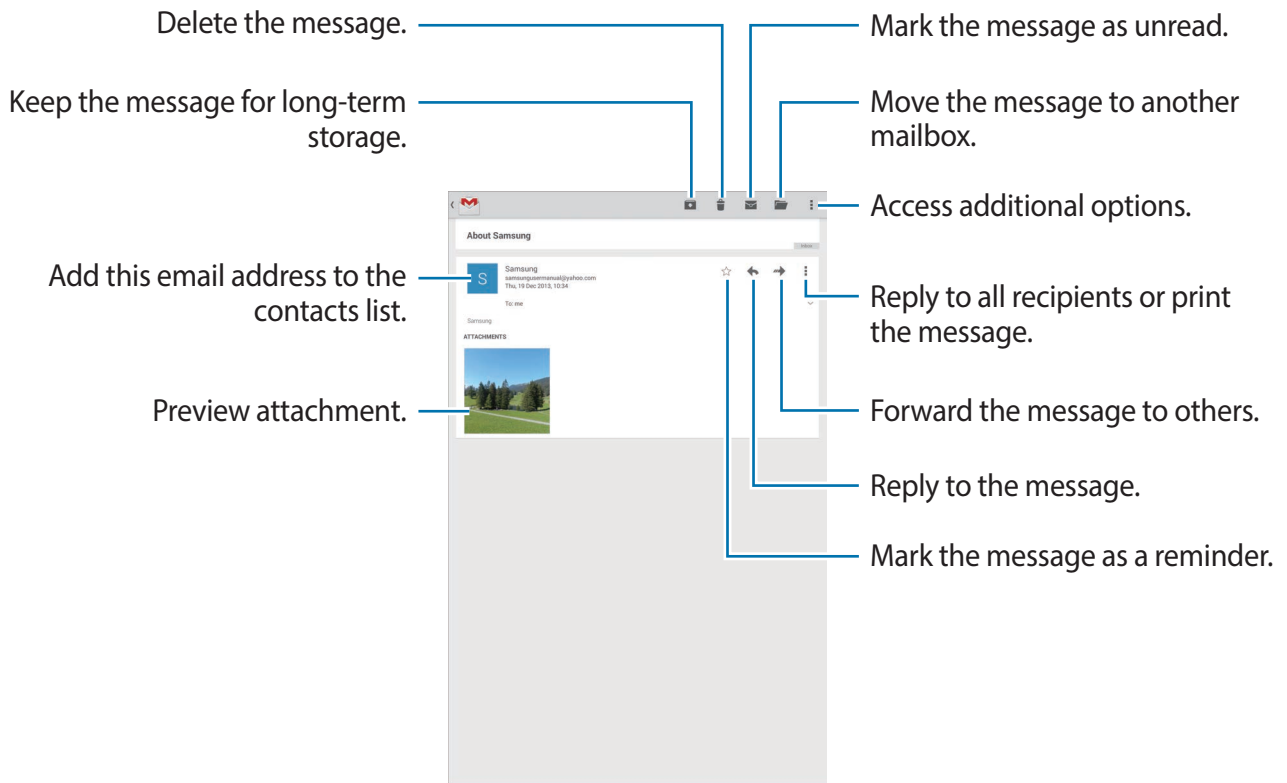 Delete the message.
Mark the message as unread.
Keep the message for long-term
storage.
Move the message to another
mailbox.
Access additional options.
About Samsung
Inbox
Add this email address to the
contacts list.
S
Samsung
samsungusermanual@yahoo.com
Thu, 19 Dec 2013, 10:34
To: me
Samsung
ATTACHMENTS
Reply to all recipients or print
the message.
Preview attachment.
Forward the message to others.
Reply to the message.
Mark the message as a reminder.